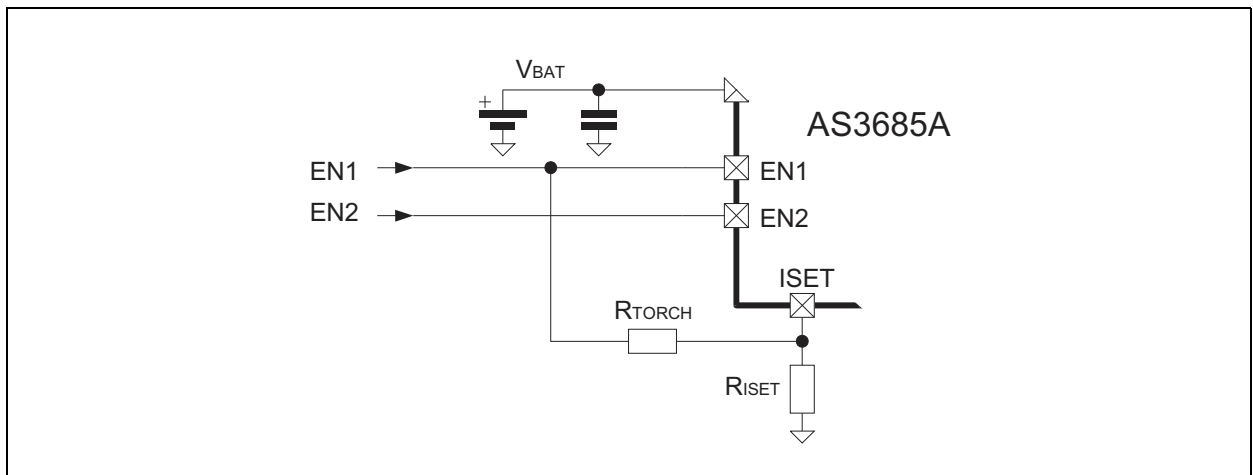 VBAT
+
AS3685A
EN1
EN1
EN2
EN2
ISET
RTORCH
RISET